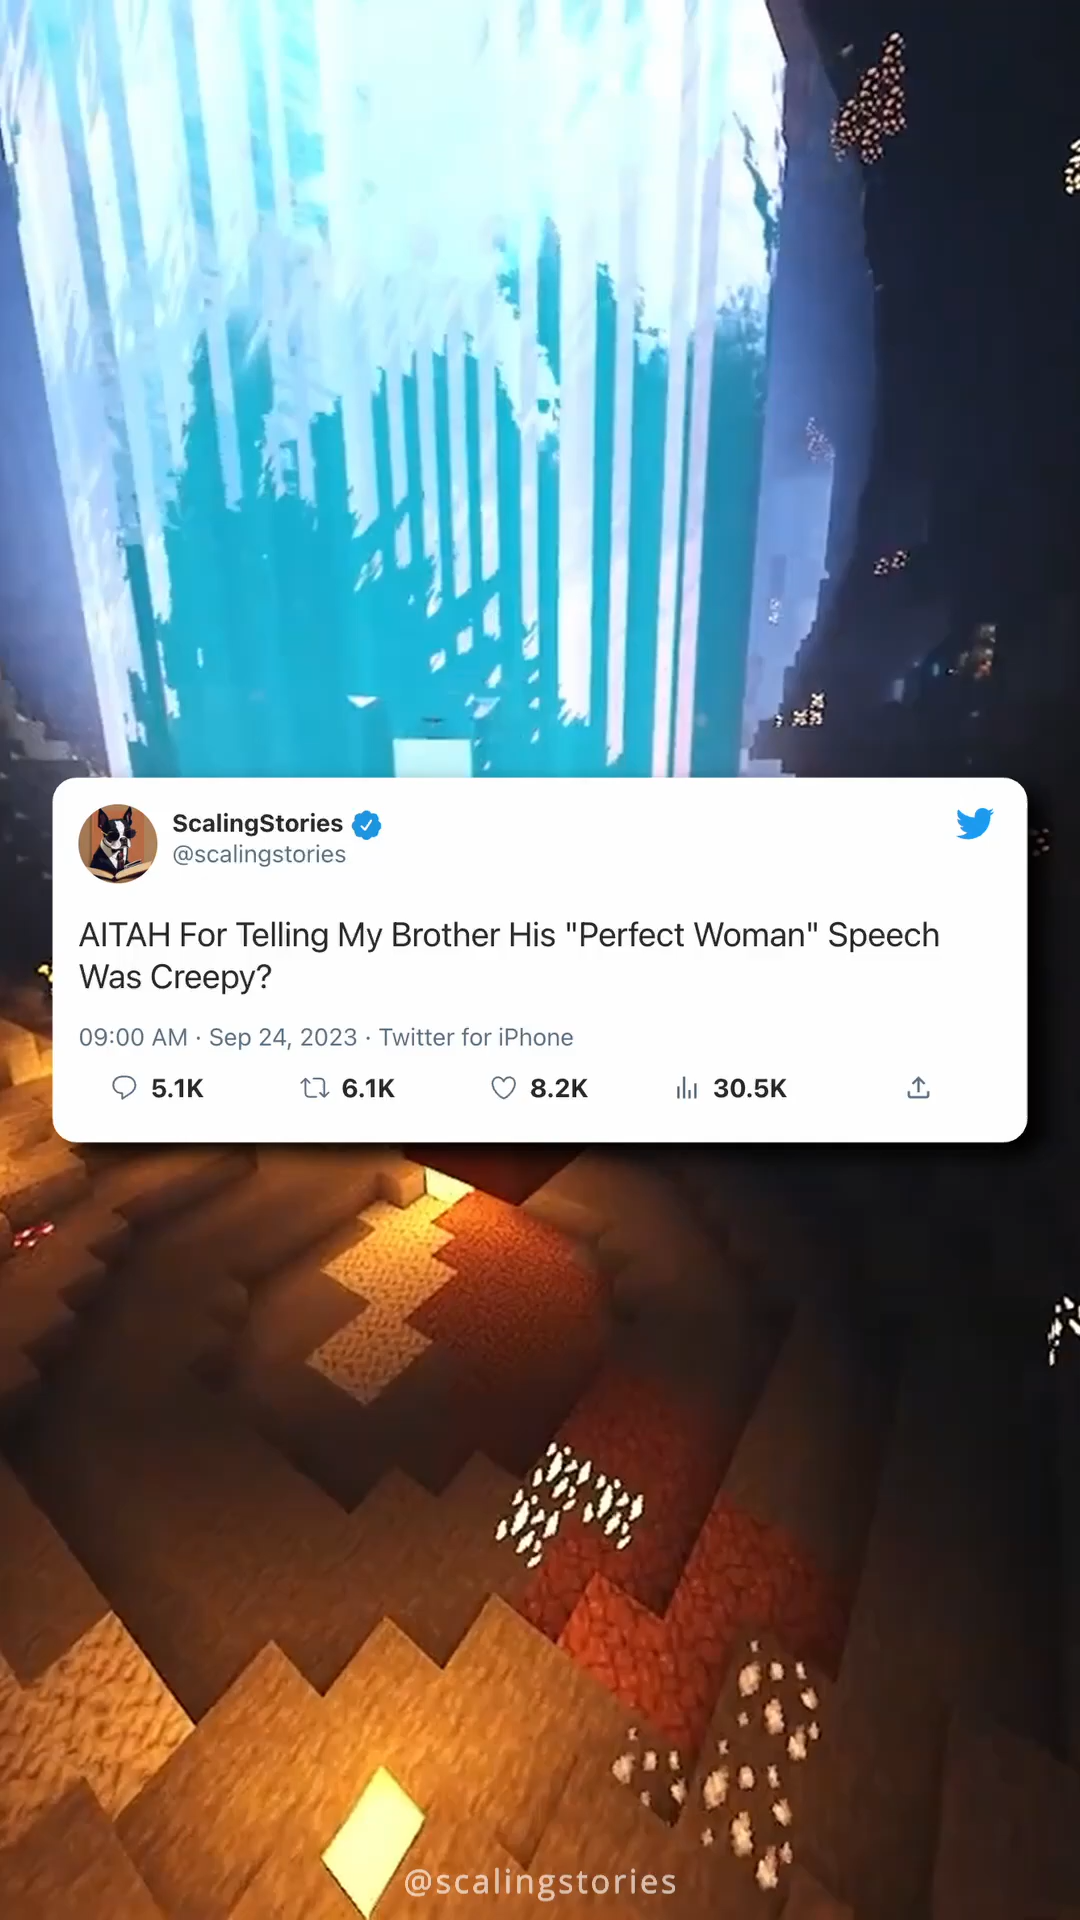 ScalingStories
@scalingstories
AITAH For Telling My Brother His "Perfect Woman" Speech
Was Creepy?
09:00 AM · Sep 24, 2023 · Twitter for iPhone
5.1K 6.1K 8.2K 30.5K
@scalingstories